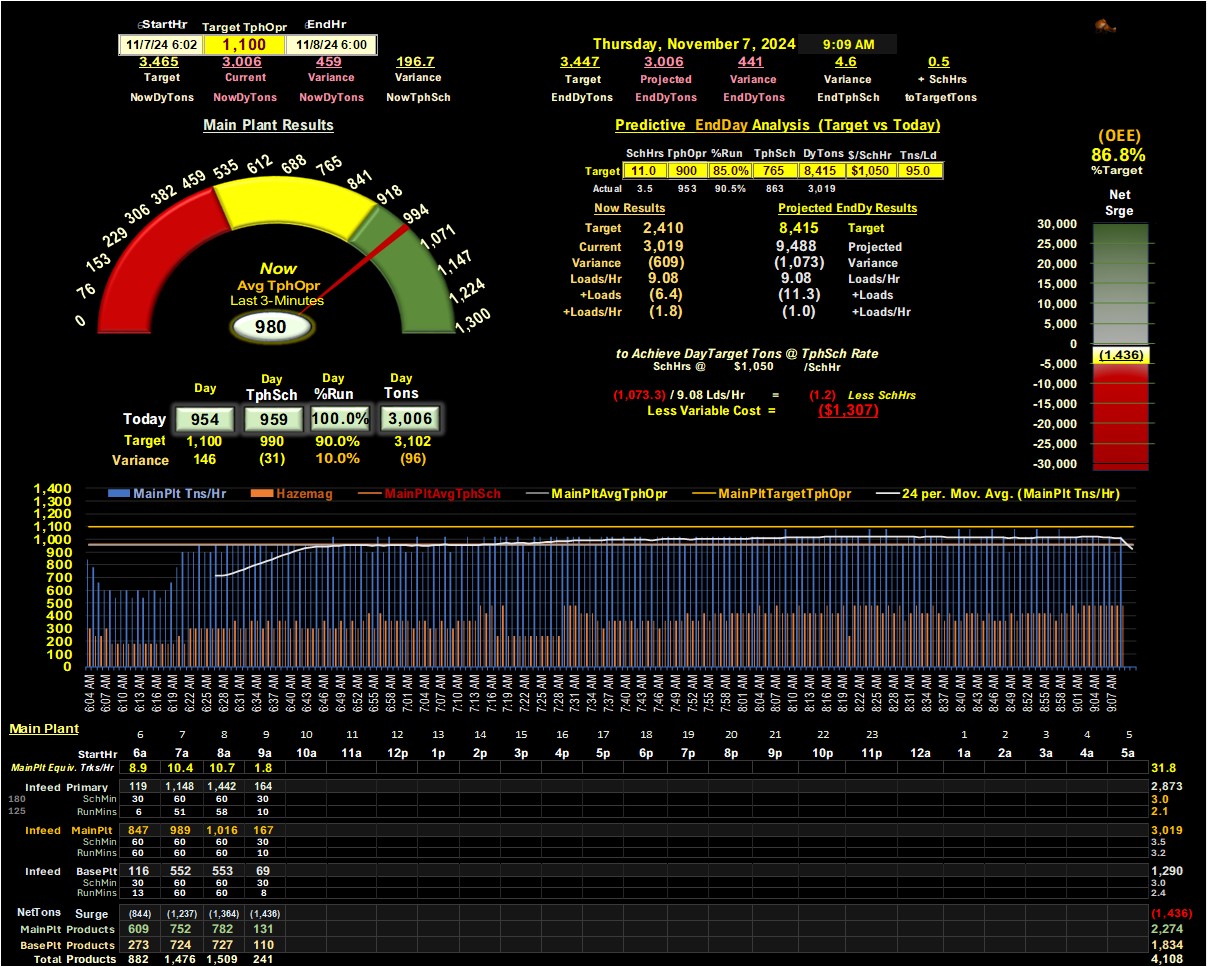 StartHr Target TphOpr EndHr
11/7/24 6:02 1,100 11/8/24 6:00
Thursday, November 7, 2024 9:09 AM
3,465 3,006 459 196.7 3,447 3,006 441 4.6 0.5
Target Current Variance Variance Target Projected Variance Variance + SchHrs
NowDyTons NowDyTons NowDyTons NowTphSch EndDyTons EndDyTons EndDyTons EndTphSch toTargetTons
Main Plant Results
0 76 153 229 306 382 459 535 612 688 765 841 918 994 1,071 1,147 1,224 1,300
Now
Avg TphOpr
Last 3-Minutes
980
Day Day Day Day
TphSch %Run Tons
Today 954 959 100.0% 3,006
Target 1,100 990 90.0% 3,102
Variance 146 (31) 10.0% (96)
Predictive EndDay Analysis (Target vs Today)
SchHrs TphOpr %Run TphSch DyTons $/SchHr Tns/Ld
Target 11.0 900 85.0% 765 8,415 $1,050 95.0
Actual 3.5 953 90.5% 863 3,019
Now Results Projected EndDy Results
Target 2,410 8,415 Target
Current 3,019 9,488 Projected
Variance (609) (1,073) Variance
Loads/Hr 9.08 9.08 Loads/Hr
+Loads (6.4) (11.3) +Loads
+Loads/Hr (1.8) (1.0) +Loads/Hr
to Achieve DayTarget Tons @ TphSch Rate
SchHrs @ $1,050 /SchHr
(1,073.3) / 9.08 Lds/Hr = (1.2) Less SchHrs
Less Variable Cost = ($1,307)
(OEE)
86.8%
%Target
Net
Srge
30,000
25,000
20,000
15,000
10,000
5,000
0
(1,436)
-5,000
-10,000
-15,000
-20,000
-25,000
-30,000
MainPlt Tns/Hr Hazemag MainPltAvgTphSch MainPltAvgTphOpr MainPltTargetTphOpr 24 per. Mov. Avg. (MainPlt Tns/Hr)
1,400
1,300
1,200
1,100
1,000
900
800
700
600
500
400
300
200
100
0
6:04 AM 6:07 AM 6:10 AM 6:13 AM 6:16 AM 6:19 AM 6:22 AM 6:25 AM 6:28 AM 6:31 AM 6:34 AM 6:37 AM 6:40 AM 6:43 AM 6:46 AM 6:49 AM 6:52 AM 6:55 AM 6:58 AM 7:01 AM 7:04 AM 7:07 AM 7:10 AM 7:13 AM 7:16 AM 7:19 AM 7:22 AM 7:25 AM 7:28 AM 7:31 AM 7:34 AM 7:37 AM 7:40 AM 7:43 AM 7:46 AM 7:49 AM 7:52 AM 7:55 AM 7:58 AM 8:01 AM 8:04 AM 8:07 AM 8:10 AM 8:13 AM 8:16 AM 8:19 AM 8:22 AM 8:25 AM 8:28 AM 8:31 AM 8:34 AM 8:37 AM 8:40 AM 8:43 AM 8:46 AM 8:49 AM 8:52 AM 8:55 AM 8:58 AM 9:01 AM 9:04 AM 9:07 AM
Main Plant 6 7 8 9 10 11 12 13 14 15 16 17 18 19 20 21 22 23 1 2 3 4 5
StartHr 6a 7a 8a 9a 10a 11a 12p 1p 2p 3p 4p 5p 6p 7p 8p 9p 10p 11p 12a 1a 2a 3a 4a 5a
MainPlt Equiv. Trks/Hr 8.9 10.4 10.7 1.8 31.8
Infeed Primary 119 1,148 1,442 164 2,873
180 SchMin 30 60 60 30 3.0
125 RunMins 6 51 58 10 2.1
Infeed MainPlt 847 989 1,016 167 3,019
SchMin 60 60 60 30 3.5
RunMins 60 60 60 10 3.2
Infeed BasePlt 116 552 553 69 1,290
SchMin 30 60 60 30 3.0
RunMins 13 60 60 8 2.4
NetTons Surge (844) (1,237) (1,364) (1,436) (1,436)
MainPlt Products 609 752 782 131 2,274
BasePlt Products 273 724 727 110 1,834
Total Products 882 1,476 1,509 241 4,108